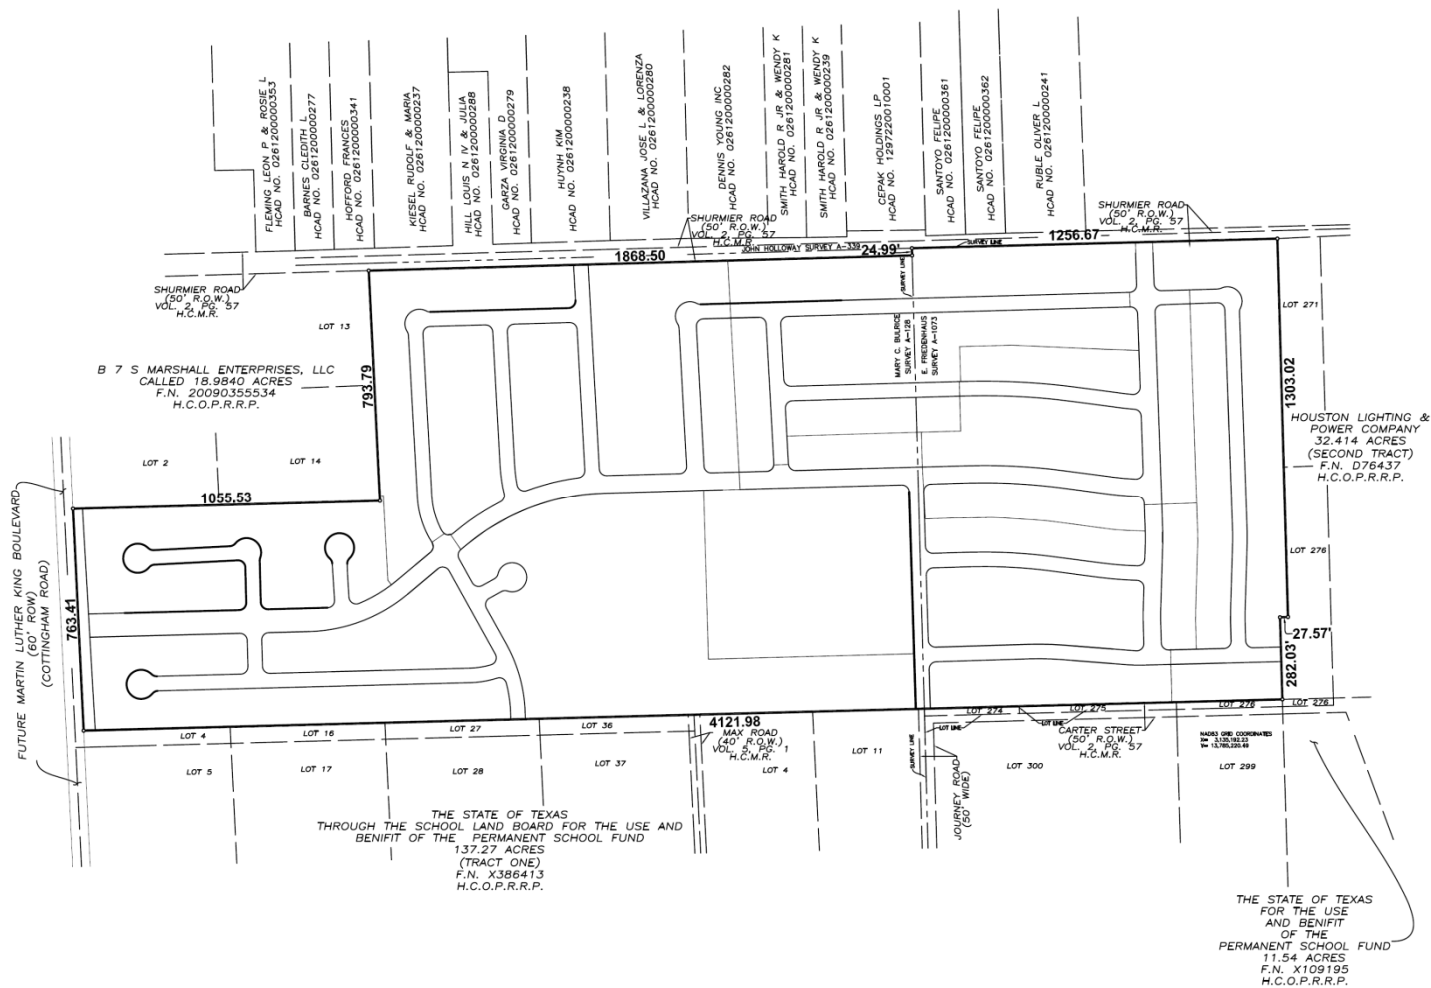 FLEMING LEON P & ROSIE L
HCAD NO. 0261200000353
BARNES CLEDITH L
HCAD NO. 0261200000277
HOFFORD FRANCES
HCAD NO. 0261200000341
KIESEL RUDOLF & MARIA
HCAD NO. 0261200000237
HILL LOUIS N IV & JULIA
HCAD NO. 0261200000288
GARZA VIRGINIA D
HCAD NO. 0261200000279
HUYNH KIM
HCAD NO. 0261200000238
VILLAZANA JOSE L & LORENZA
HCAD NO. 0261200000280
DENNIS YOUNG INC
HCAD NO. 0261200000282
SMITH HAROLD R JR & WENDY K
HCAD NO. 0261200000281
SMITH HAROLD R JR & WENDY K
HCAD NO. 0261200000239
CEPAK HOLDINGS LP
HCAD NO. 1297220010001
SANTOYO FELIPE
HCAD NO. 0261200000361
SANTOYO FELIPE
HCAD NO. 0261200000362
RUBLE OLIVER L
HCAD NO. 0261200000241
SHURMIER ROAD
(50' R.O.W.)
VOL. 2, PG. 57
H.C.M.R.
SHURMIER ROAD
(50' R.O.W.)
VOL. 2, PG. 57
H.C.M.R.
1256.67
SURVEY LINE
JOHN HOLLOWAY SURVEY A-339
24.99'
1868.50
SURVEY LINE
SHURMIER ROAD
(50' R.O.W.)
VOL. 2, PG. 57
H.C.M.R.
LOT 13
LOT 271
MARY C. BULRICE
SURVEY A-128
E. FRIEDENHAUS
SURVEY A-1073
B 7 S MARSHALL ENTERPRISES, LLC
CALLED 18.9840 ACRES
F.N. 20090355534
H.C.O.P.R.R.P.
793.79
1303.02
HOUSTON LIGHTING &
POWER COMPANY
32.414 ACRES
(SECOND TRACT)
F.N. D76437
H.C.O.P.R.R.P.
LOT 2
LOT 14
1055.53
FUTURE MARTIN LUTHER KING BOULEVARD
(60' ROW)
(COTTINGHAM ROAD)
763.41
LOT 276
27.57'
282.03'
LOT 4
LOT 16
LOT 27
LOT 36
4121.98
MAX ROAD
(40' R.O.W.)
VOL. 5, PG. 1
H.C.M.R.
LOT 274
LOT 275
LOT 276
LOT 276
LOT LINE
LOT LINE
CARTER STREET
(50' R.O.W.)
VOL. 2, PG. 57
H.C.M.R.
NAD83 GRID COORDINATES
X= 3,135,192.23
Y= 13,785,220.49
SURVEY LINE
LOT 5
LOT 17
LOT 28
LOT 37
LOT 4
LOT 11
LOT 300
LOT 299
JOURNEY ROAD
(50' WIDE)
THE STATE OF TEXAS
THROUGH THE SCHOOL LAND BOARD FOR THE USE AND
BENIFIT OF THE PERMANENT SCHOOL FUND
137.27 ACRES
(TRACT ONE)
F.N. X386413
H.C.O.P.R.R.P.
THE STATE OF TEXAS
FOR THE USE
AND BENIFIT
OF THE
PERMANENT SCHOOL FUND
11.54 ACRES
F.N. X109195
H.C.O.P.R.R.P.